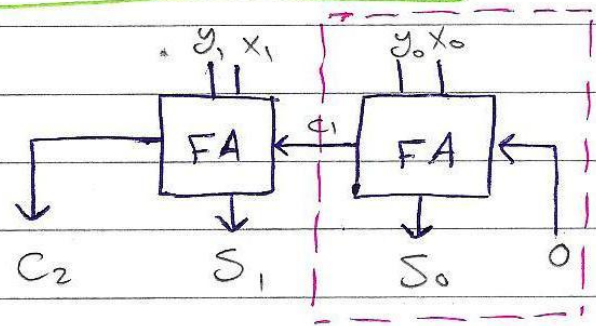 y₁ x₁ y₀ x₀
FA C₁ FA
C₂ S₁ S₀ 0